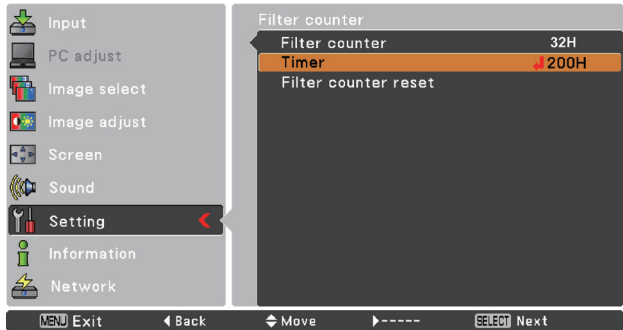 Input
PC adjust
Image select
Image adjust
Screen
Sound
Setting
Information
Network
Filter counter
Filter counter 32H
Timer 200H
Filter counter reset
MENU Exit Back Move ----- SELECT Next